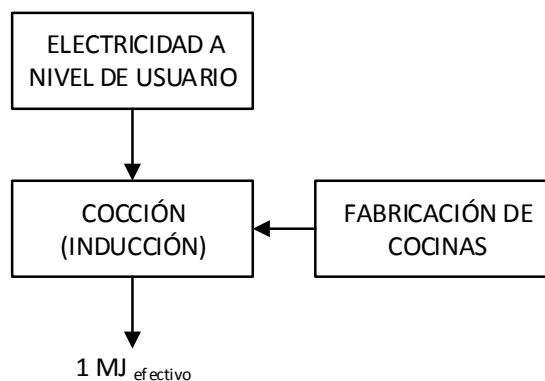 ELECTRICIDAD A
NIVEL DE USUARIO
COCCIÓN
(INDUCCIÓN)
FABRICACIÓN DE
COCINAS
1 MJ efectivo